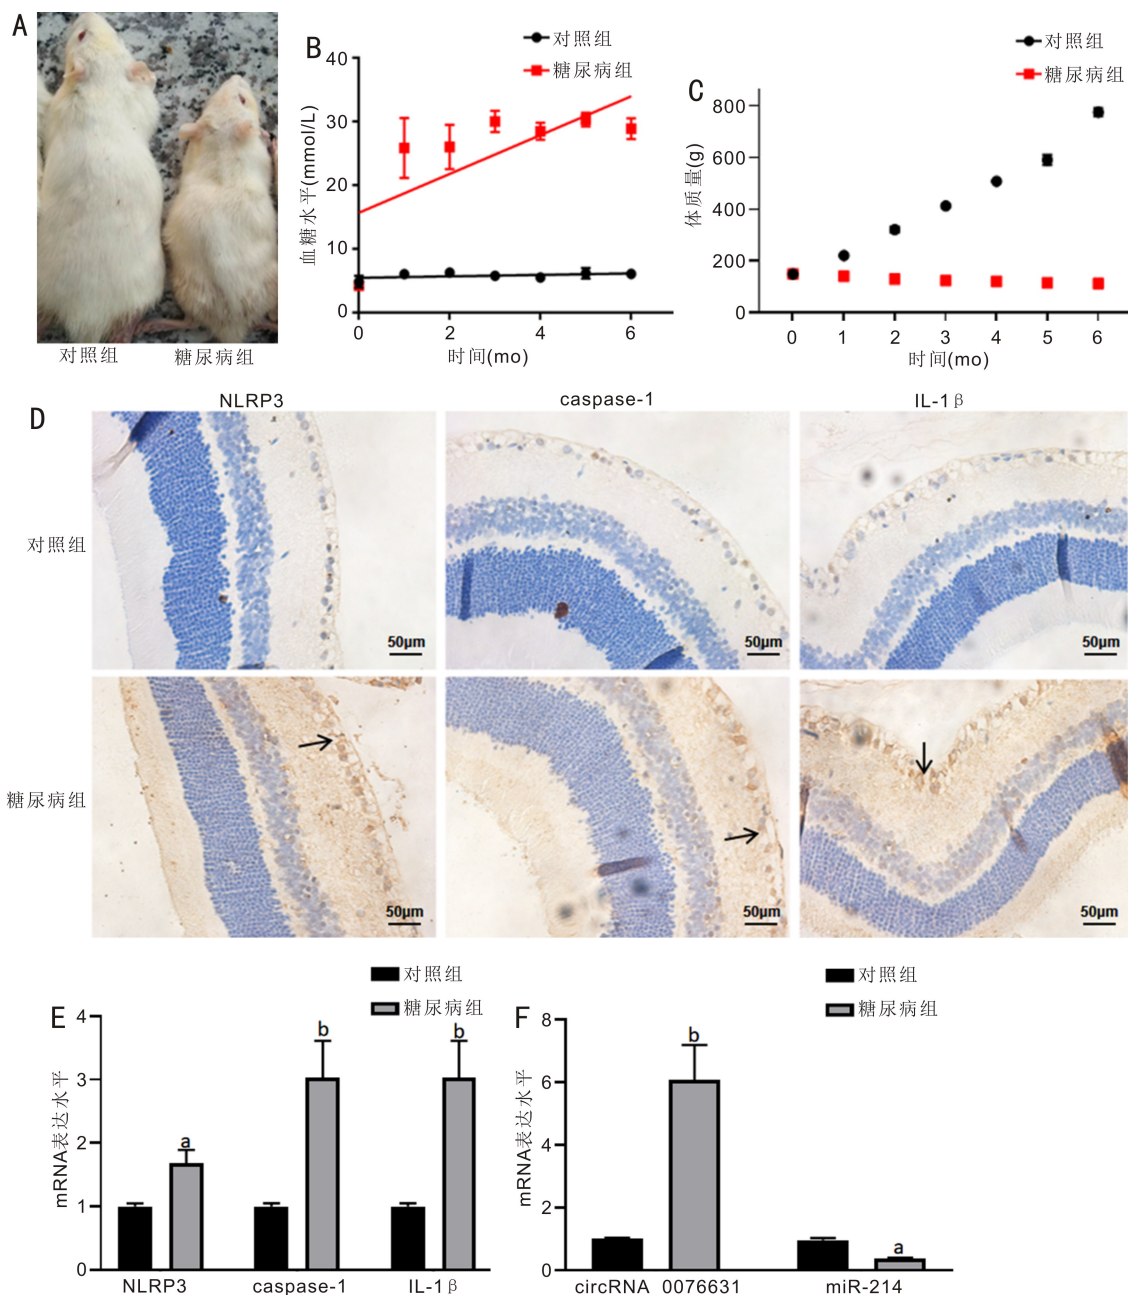 A
对照组
糖尿病组
B
对照组
糖尿病组
血糖水平(mmol/L)
40
30
20
10
0
0 2 4 6
时间(mo)
C
对照组
糖尿病组
体质量(g)
800
600
400
200
0
0 1 2 3 4 5 6
时间(mo)
D
NLRP3 caspase-1 IL-1β
对照组
50μm 50μm 50μm
糖尿病组
50μm 50μm 50μm
E
对照组
糖尿病组
mRNA表达水平
4
3
2
1
0
a b b
NLRP3 caspase-1 IL-1β
F
对照组
糖尿病组
mRNA表达水平
8
6
4
2
0
b a
circRNA_0076631 miR-214